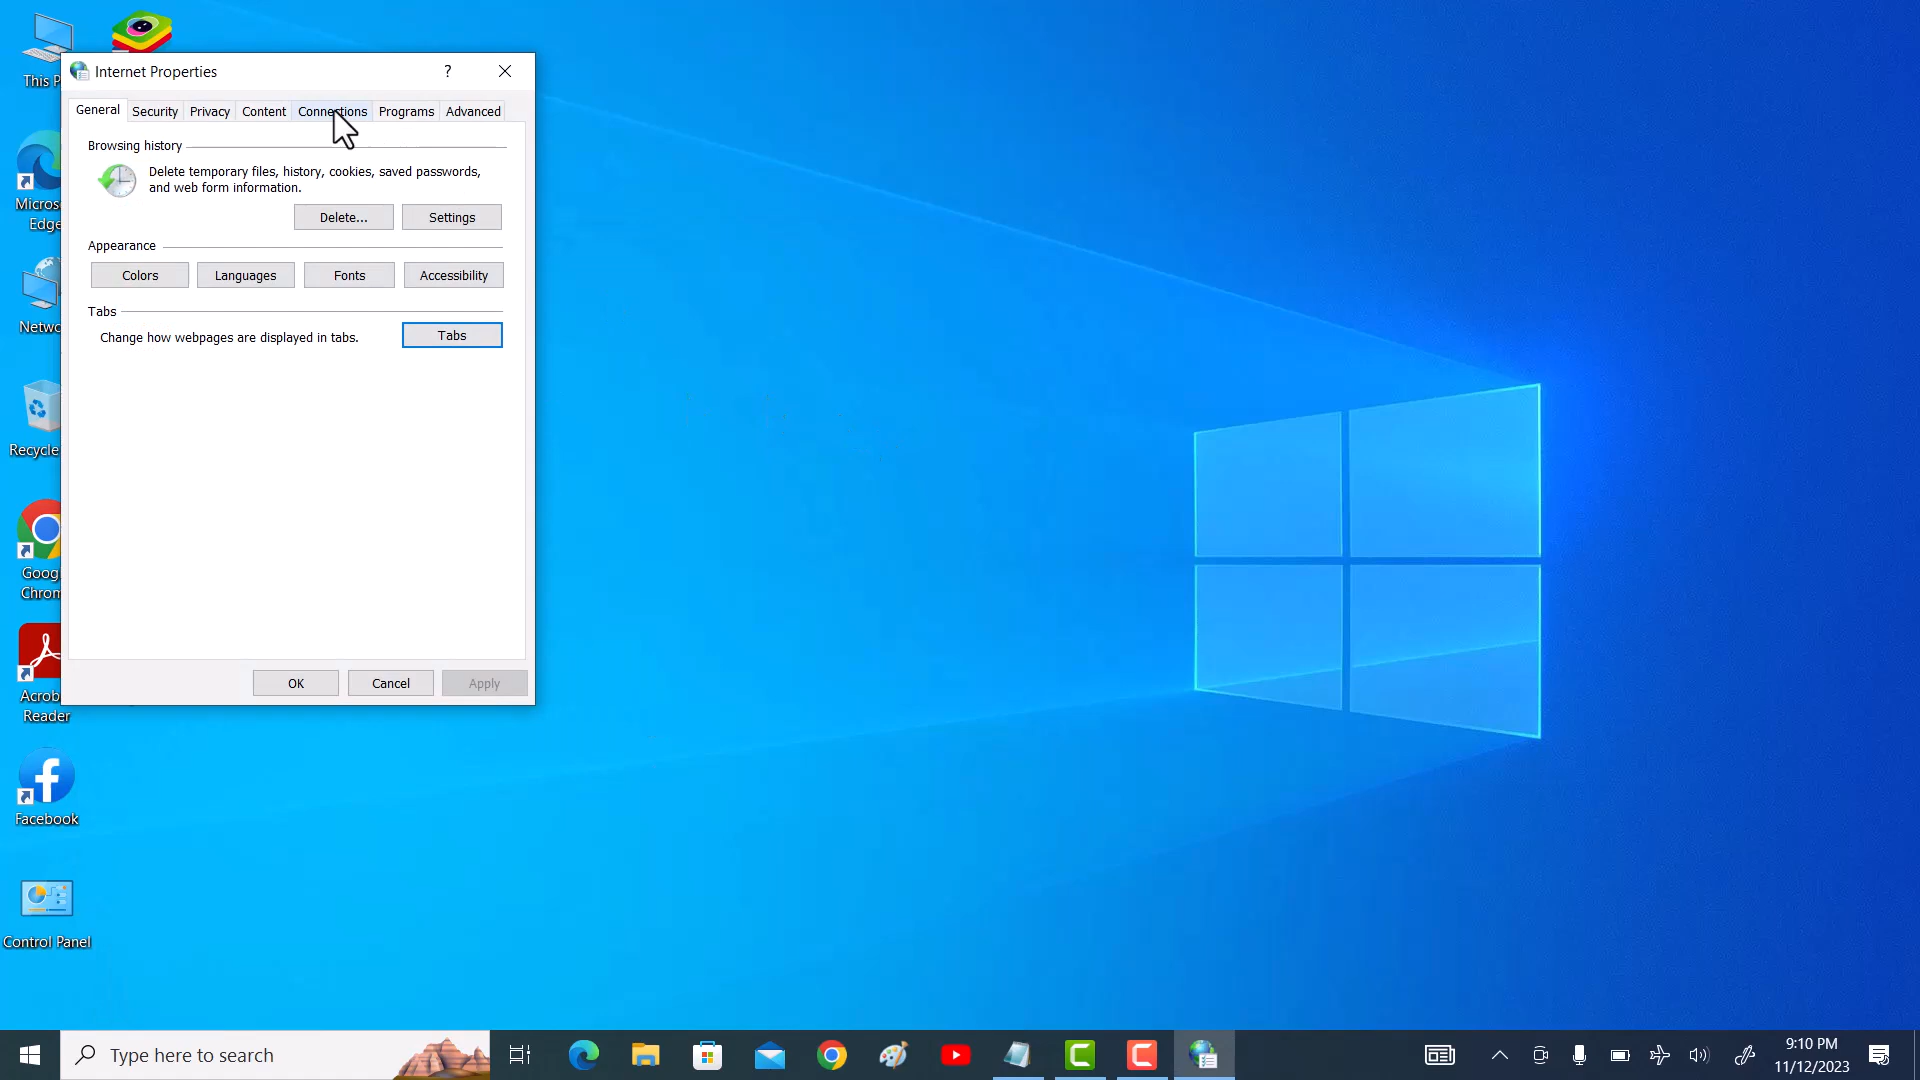 This P
Internet Properties
?
General
Security
Privacy
Content
Connections
Programs
Advanced
Browsing history
Delete temporary files, history, cookies, saved passwords,
and web form information.
Delete...
Settings
Appearance
Colors
Languages
Fonts
Accessibility
Tabs
Change how webpages are displayed in tabs.
Tabs
OK
Cancel
Apply
Micros
Edge
Netwo
Recycle
Goog
Chrom
Acrob
Reader
Facebook
Control Panel
Type here to search
9:10 PM
11/12/2023